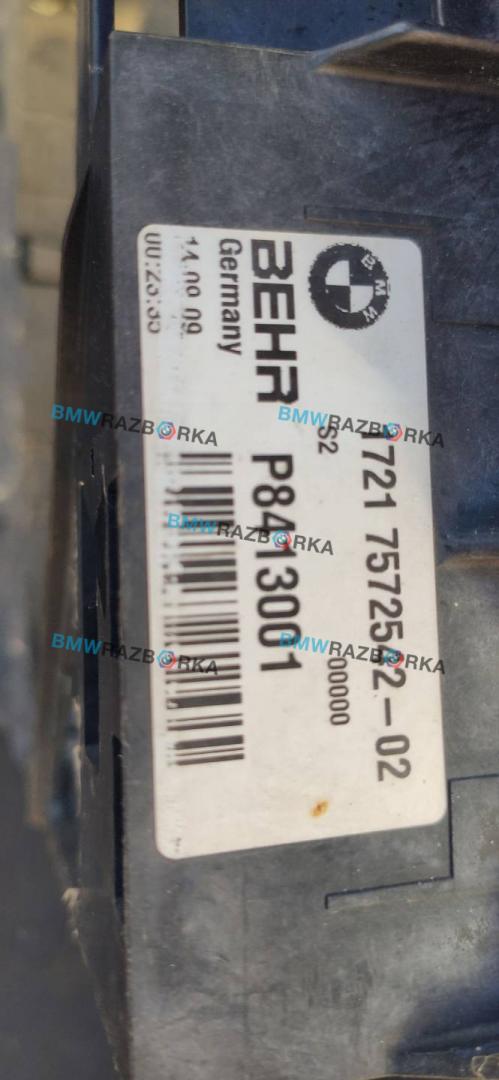 BMW
1721 7572542-02
S2
00000
BEHR P8413001
Germany
14.09.09
00:23:35
BMWRAZBORKA
BMWRAZBORKA
BMWRAZBORKA
BMWRAZBORKA
BMWRAZBORKA